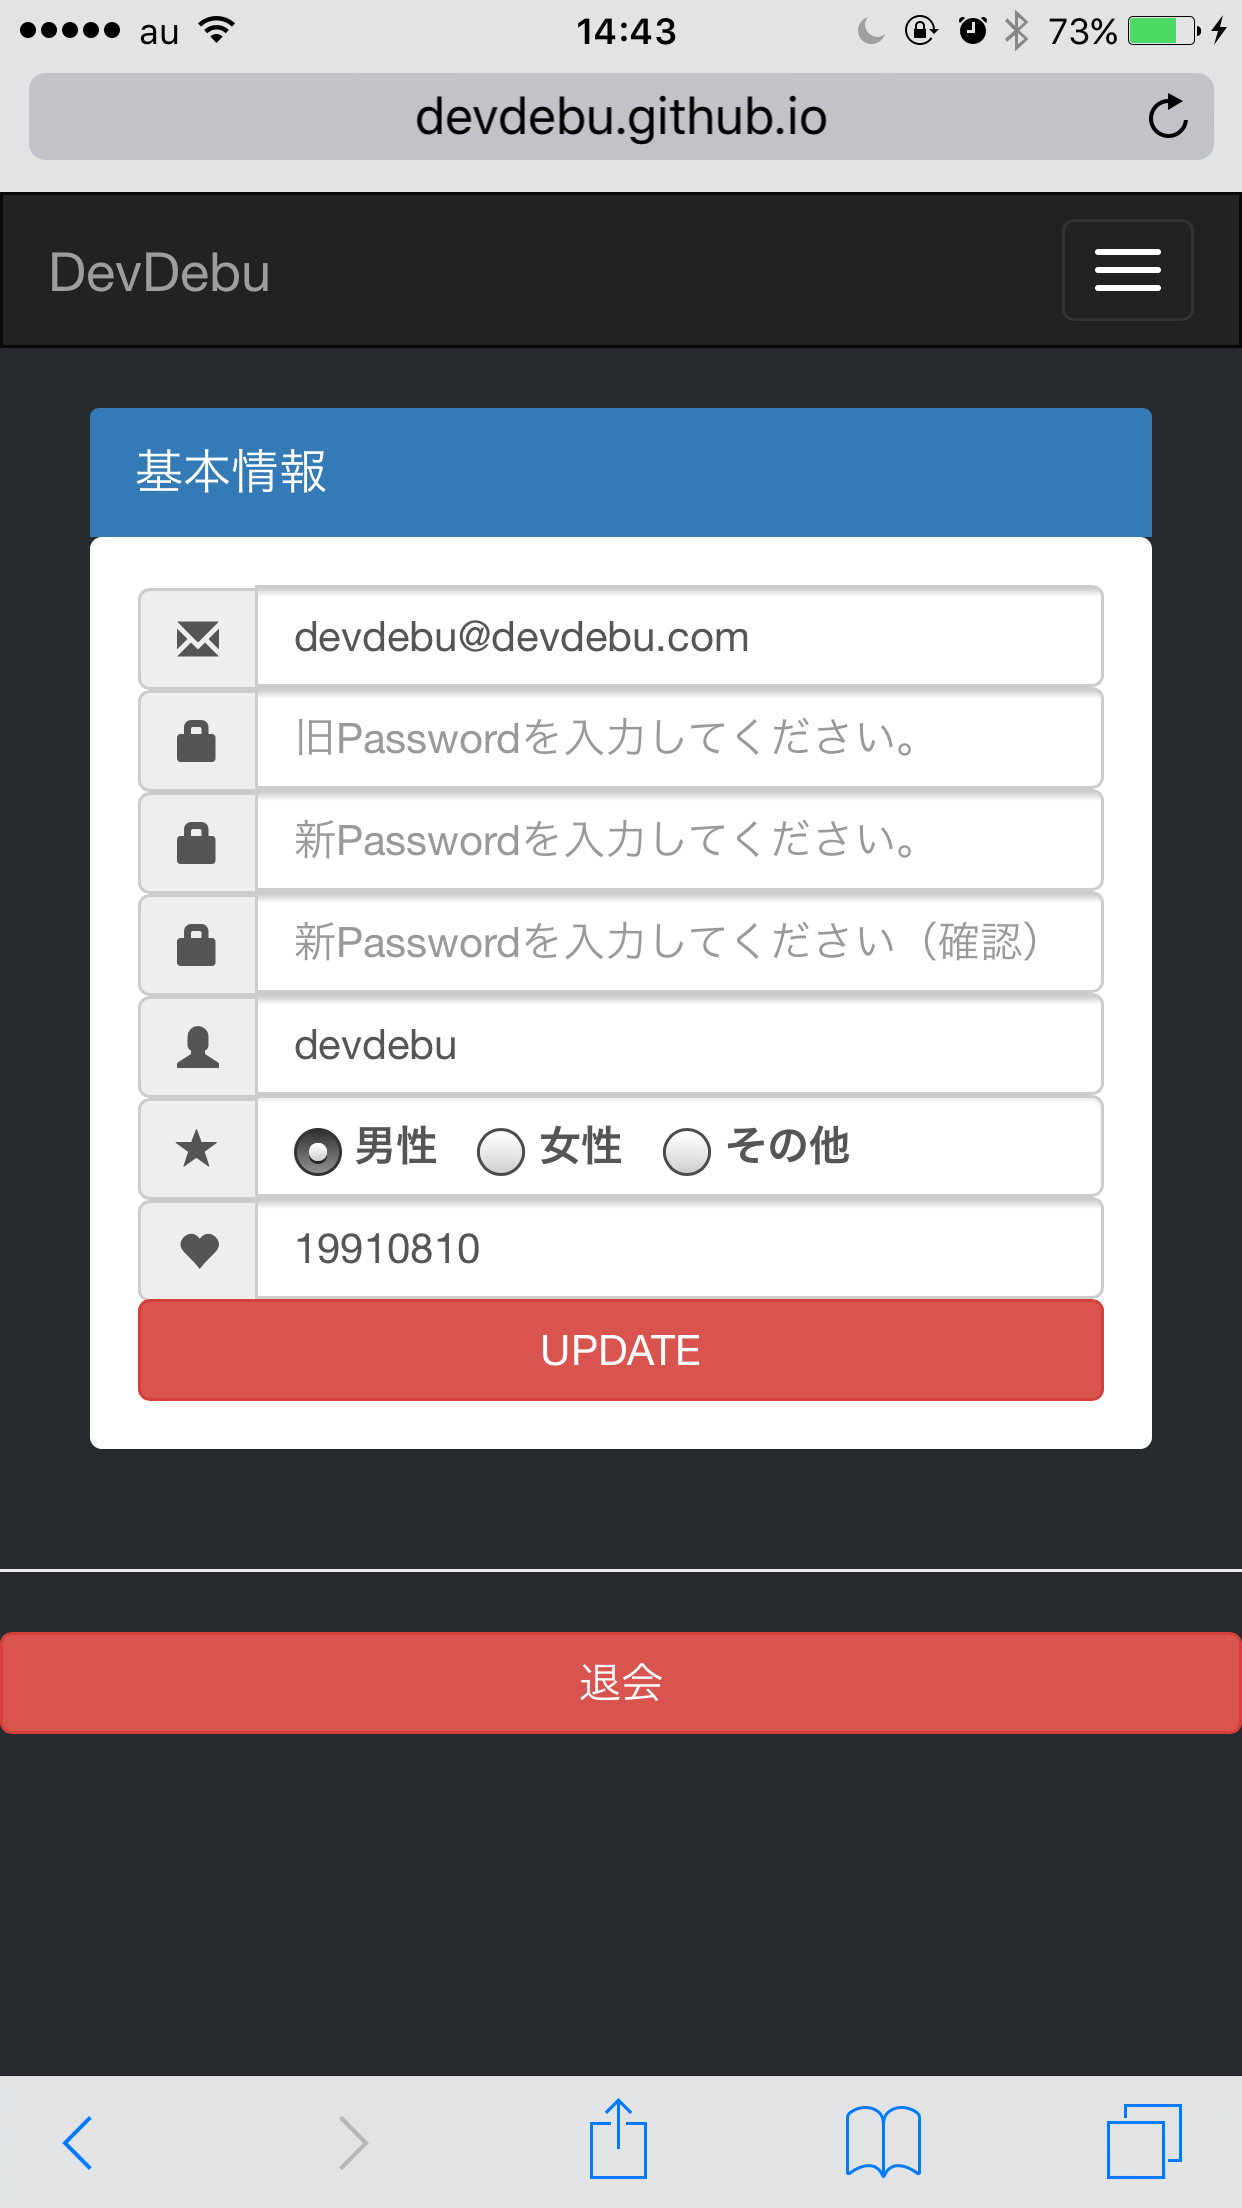 au 14:43 73%
devdebu.github.io
DevDebu
基本情報
devdebu@devdebu.com
旧Passwordを入力してください。
新Passwordを入力してください。
新Passwordを入力してください（確認）
devdebu
男性 女性 その他
19910810
UPDATE
退会